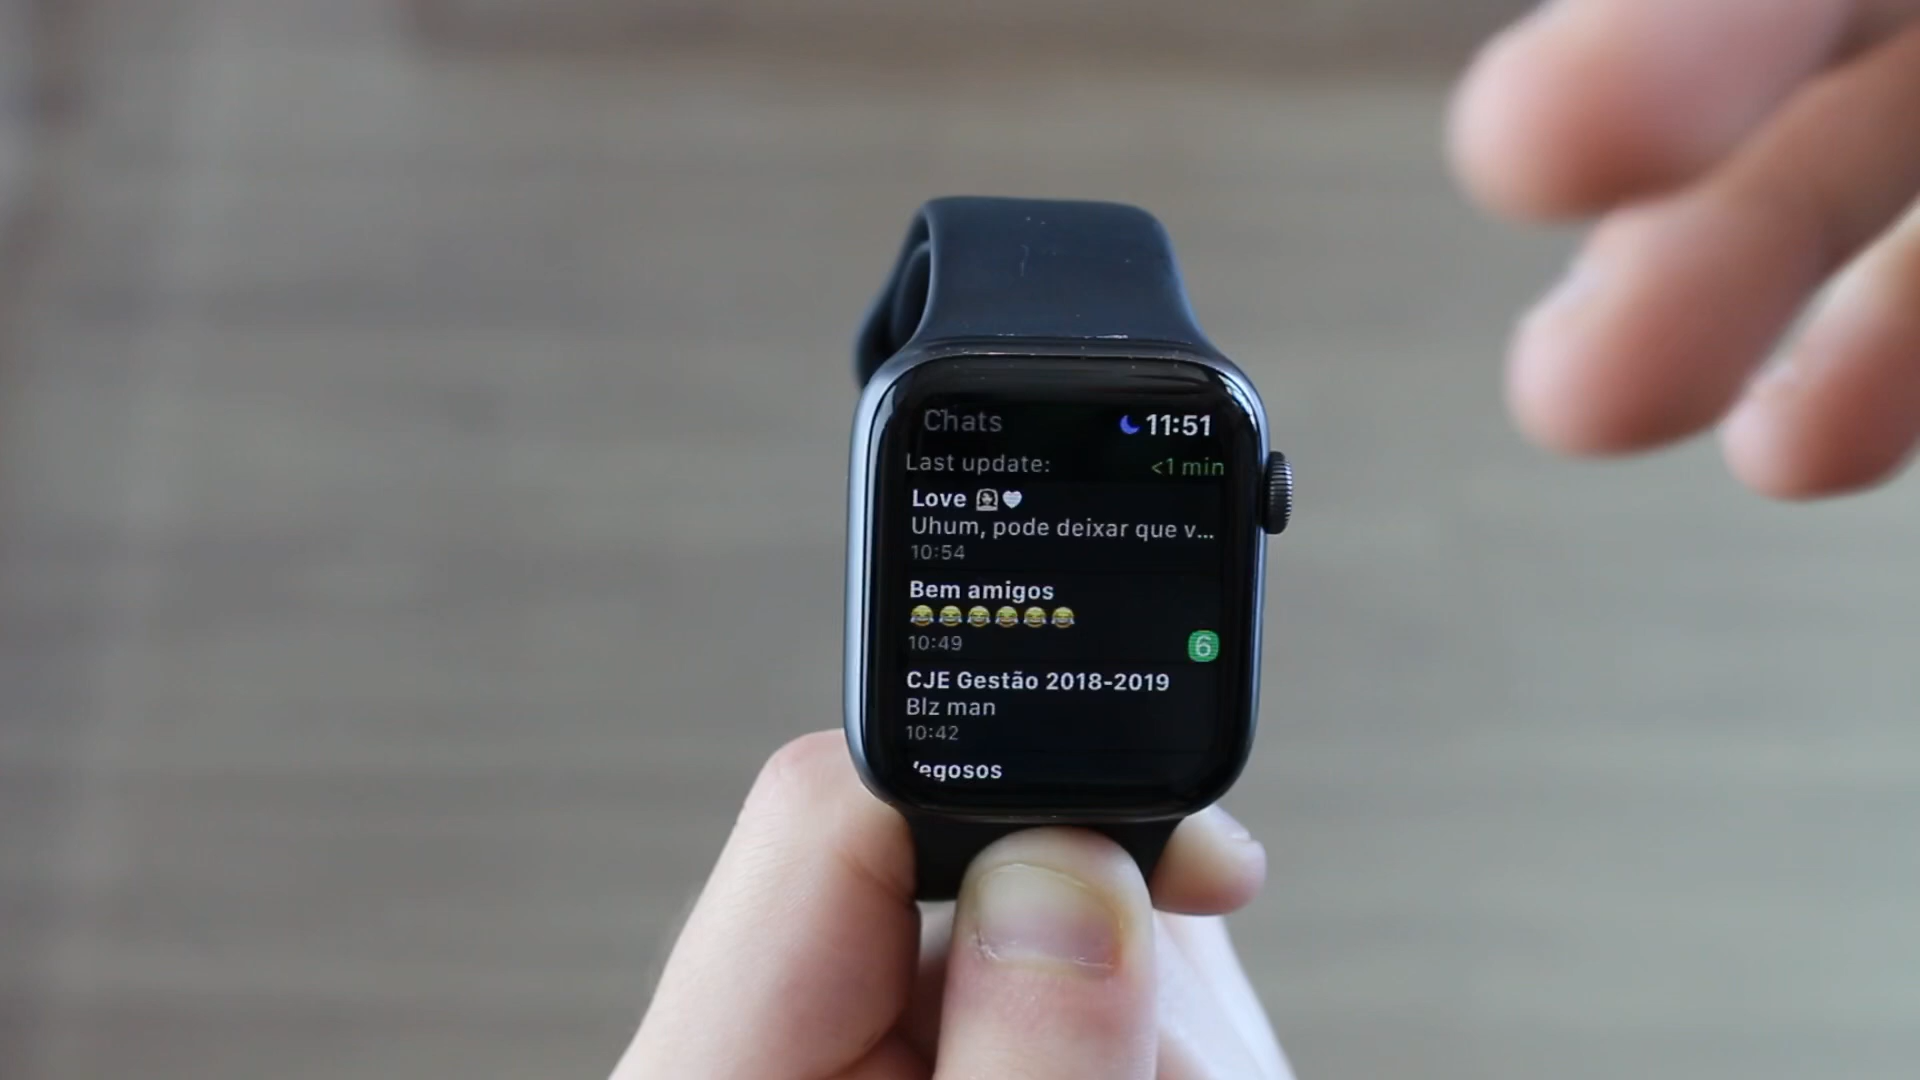 Chats 11:51
Last update: <1 min
Love
Uhum, pode deixar que v...
10:54
Bem amigos
😂😂😂😂😂😂
10:49
6
CJE Gestão 2018-2019
Blz man
10:42